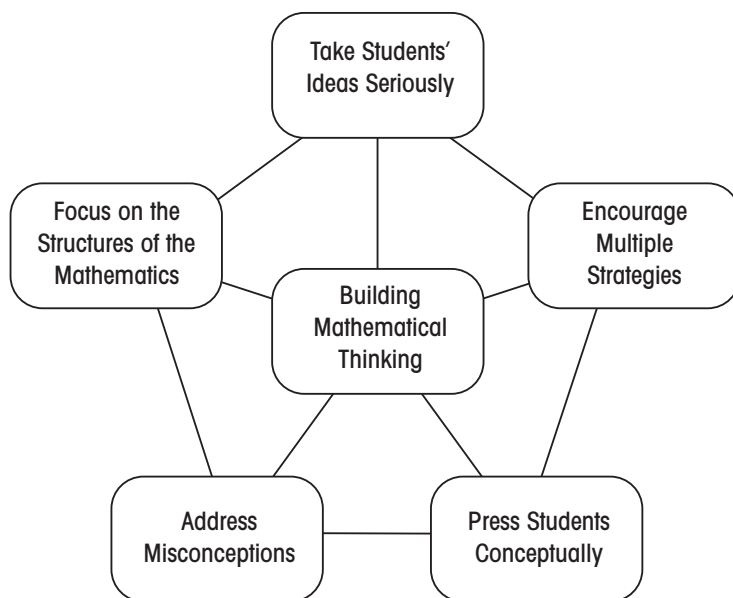 Take Students’
Ideas Seriously
Focus on the
Structures of the
Mathematics
Encourage
Multiple
Strategies
Building
Mathematical
Thinking
Address
Misconceptions
Press Students
Conceptually